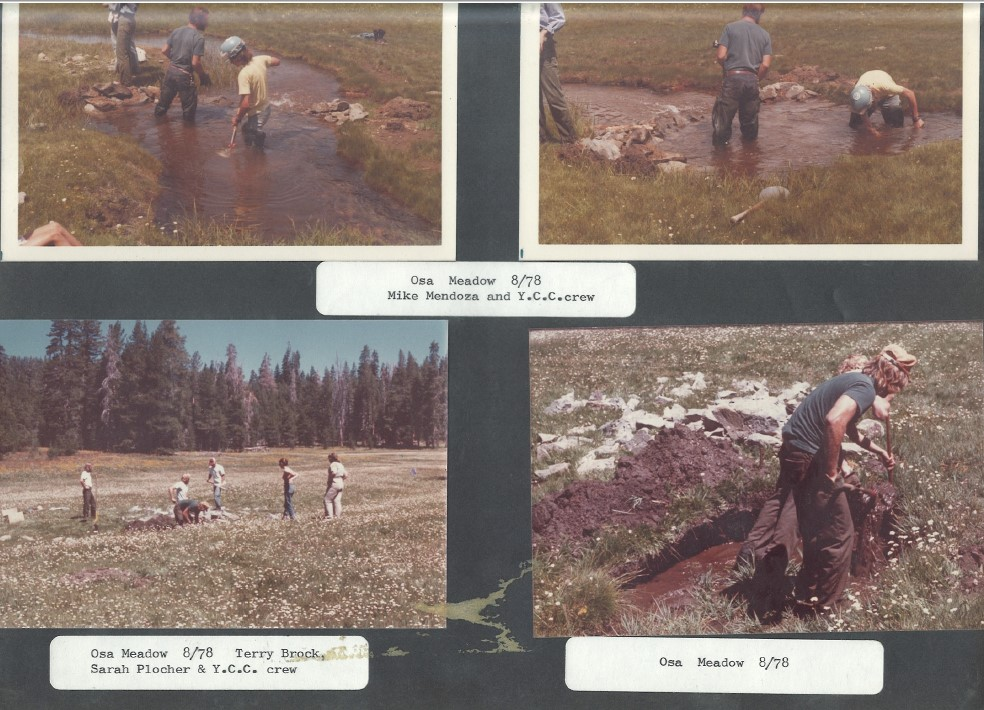 Osa Meadow 8/78
Mike Mendoza and Y.C.C.crew
Osa Meadow 8/78 Terry Brock,
Sarah Plocher & Y.C.C. crew
Osa Meadow 8/78